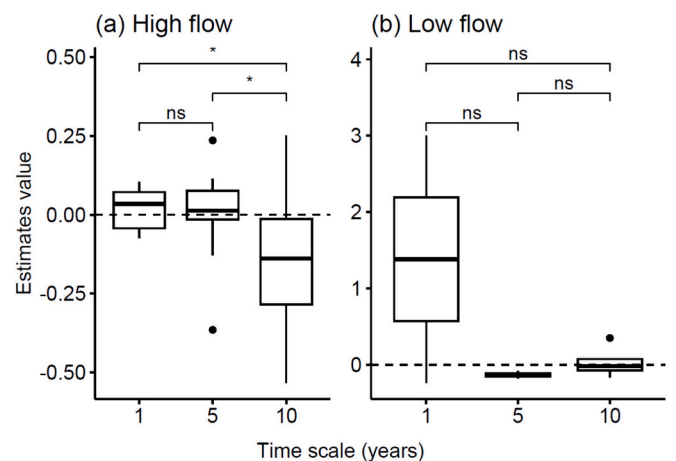 (a) High flow
(b) Low flow
0.50
0.25
0.00
-0.25
-0.50
Estimates value
*
*
ns
1
5
10
4
3
2
1
0
ns
ns
ns
1
5
10
Time scale (years)